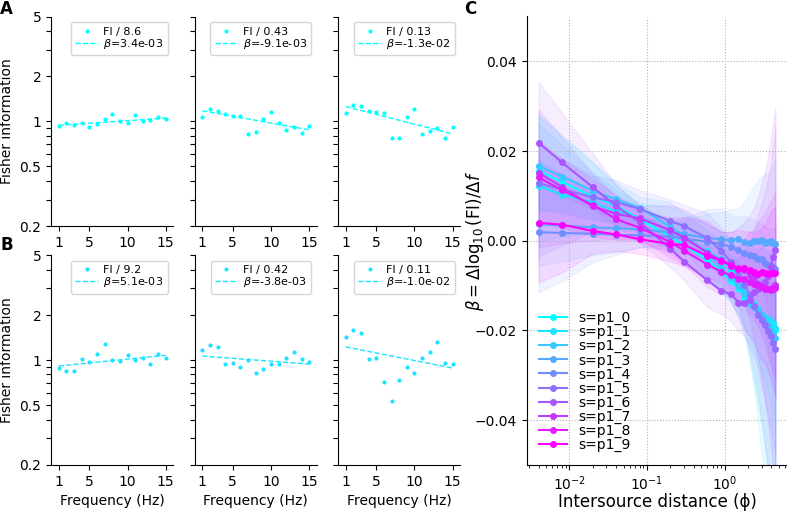 A
5
2
1
0.5
0.2
Fisher information
FI / 8.6
β=3.4e-03
1 5 10 15
FI / 0.43
β=-9.1e-03
1 5 10 15
FI / 0.13
β=-1.3e-02
1 5 10 15
B
5
2
1
0.5
0.2
Fisher information
FI / 9.2
β=5.1e-03
1 5 10 15
Frequency (Hz)
FI / 0.42
β=-3.8e-03
1 5 10 15
Frequency (Hz)
FI / 0.11
β=-1.0e-02
1 5 10 15
Frequency (Hz)
C
0.04
0.02
0.00
−0.02
−0.04
β = Δlog₁₀(FI)/Δf
s=p1_0
s=p1_1
s=p1_2
s=p1_3
s=p1_4
s=p1_5
s=p1_6
s=p1_7
s=p1_8
s=p1_9
10⁻² 10⁻¹ 10⁰
Intersource distance (ϕ)